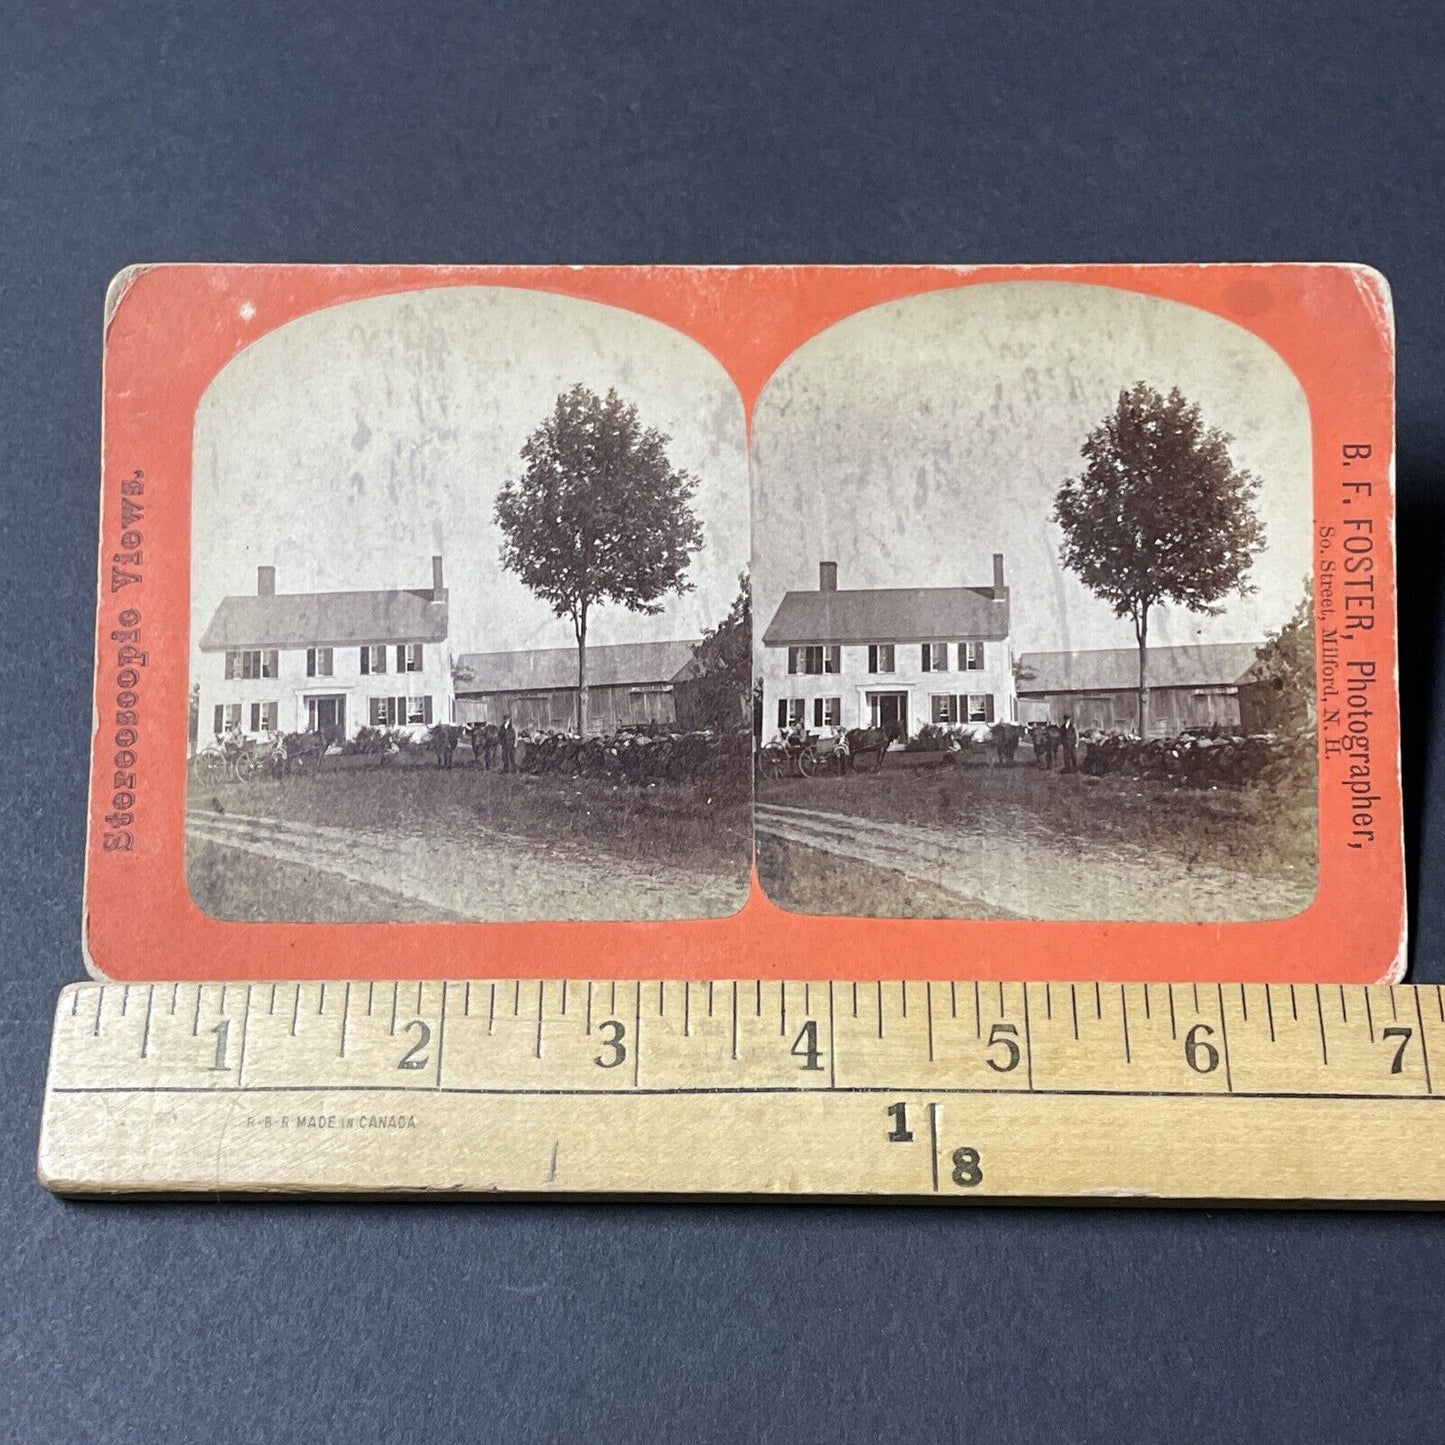 Stereoscopic Views.
B. F. FOSTER, Photographer,
So. Street, Milford, N. H.
1 2 3 4 5 6 7
R-B-R MADE IN CANADA
1
8